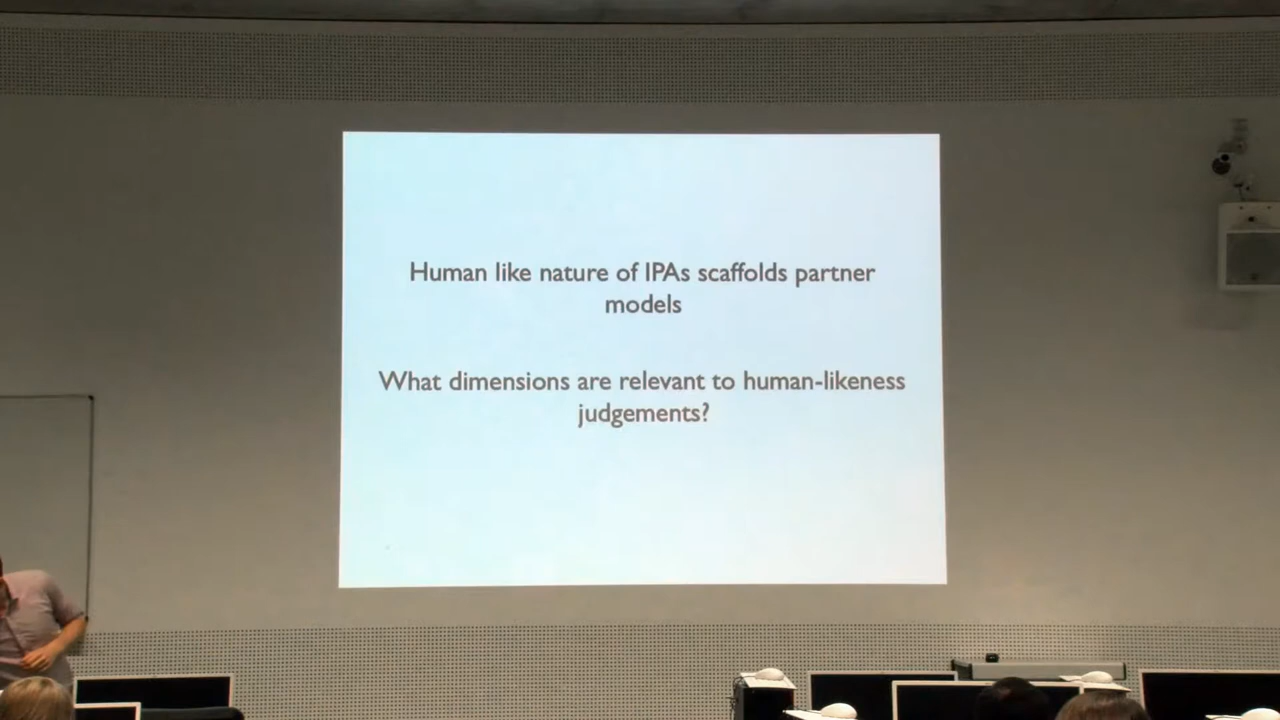 Human like nature of IPAs scaffolds partner
models
What dimensions are relevant to human-likeness
judgements?